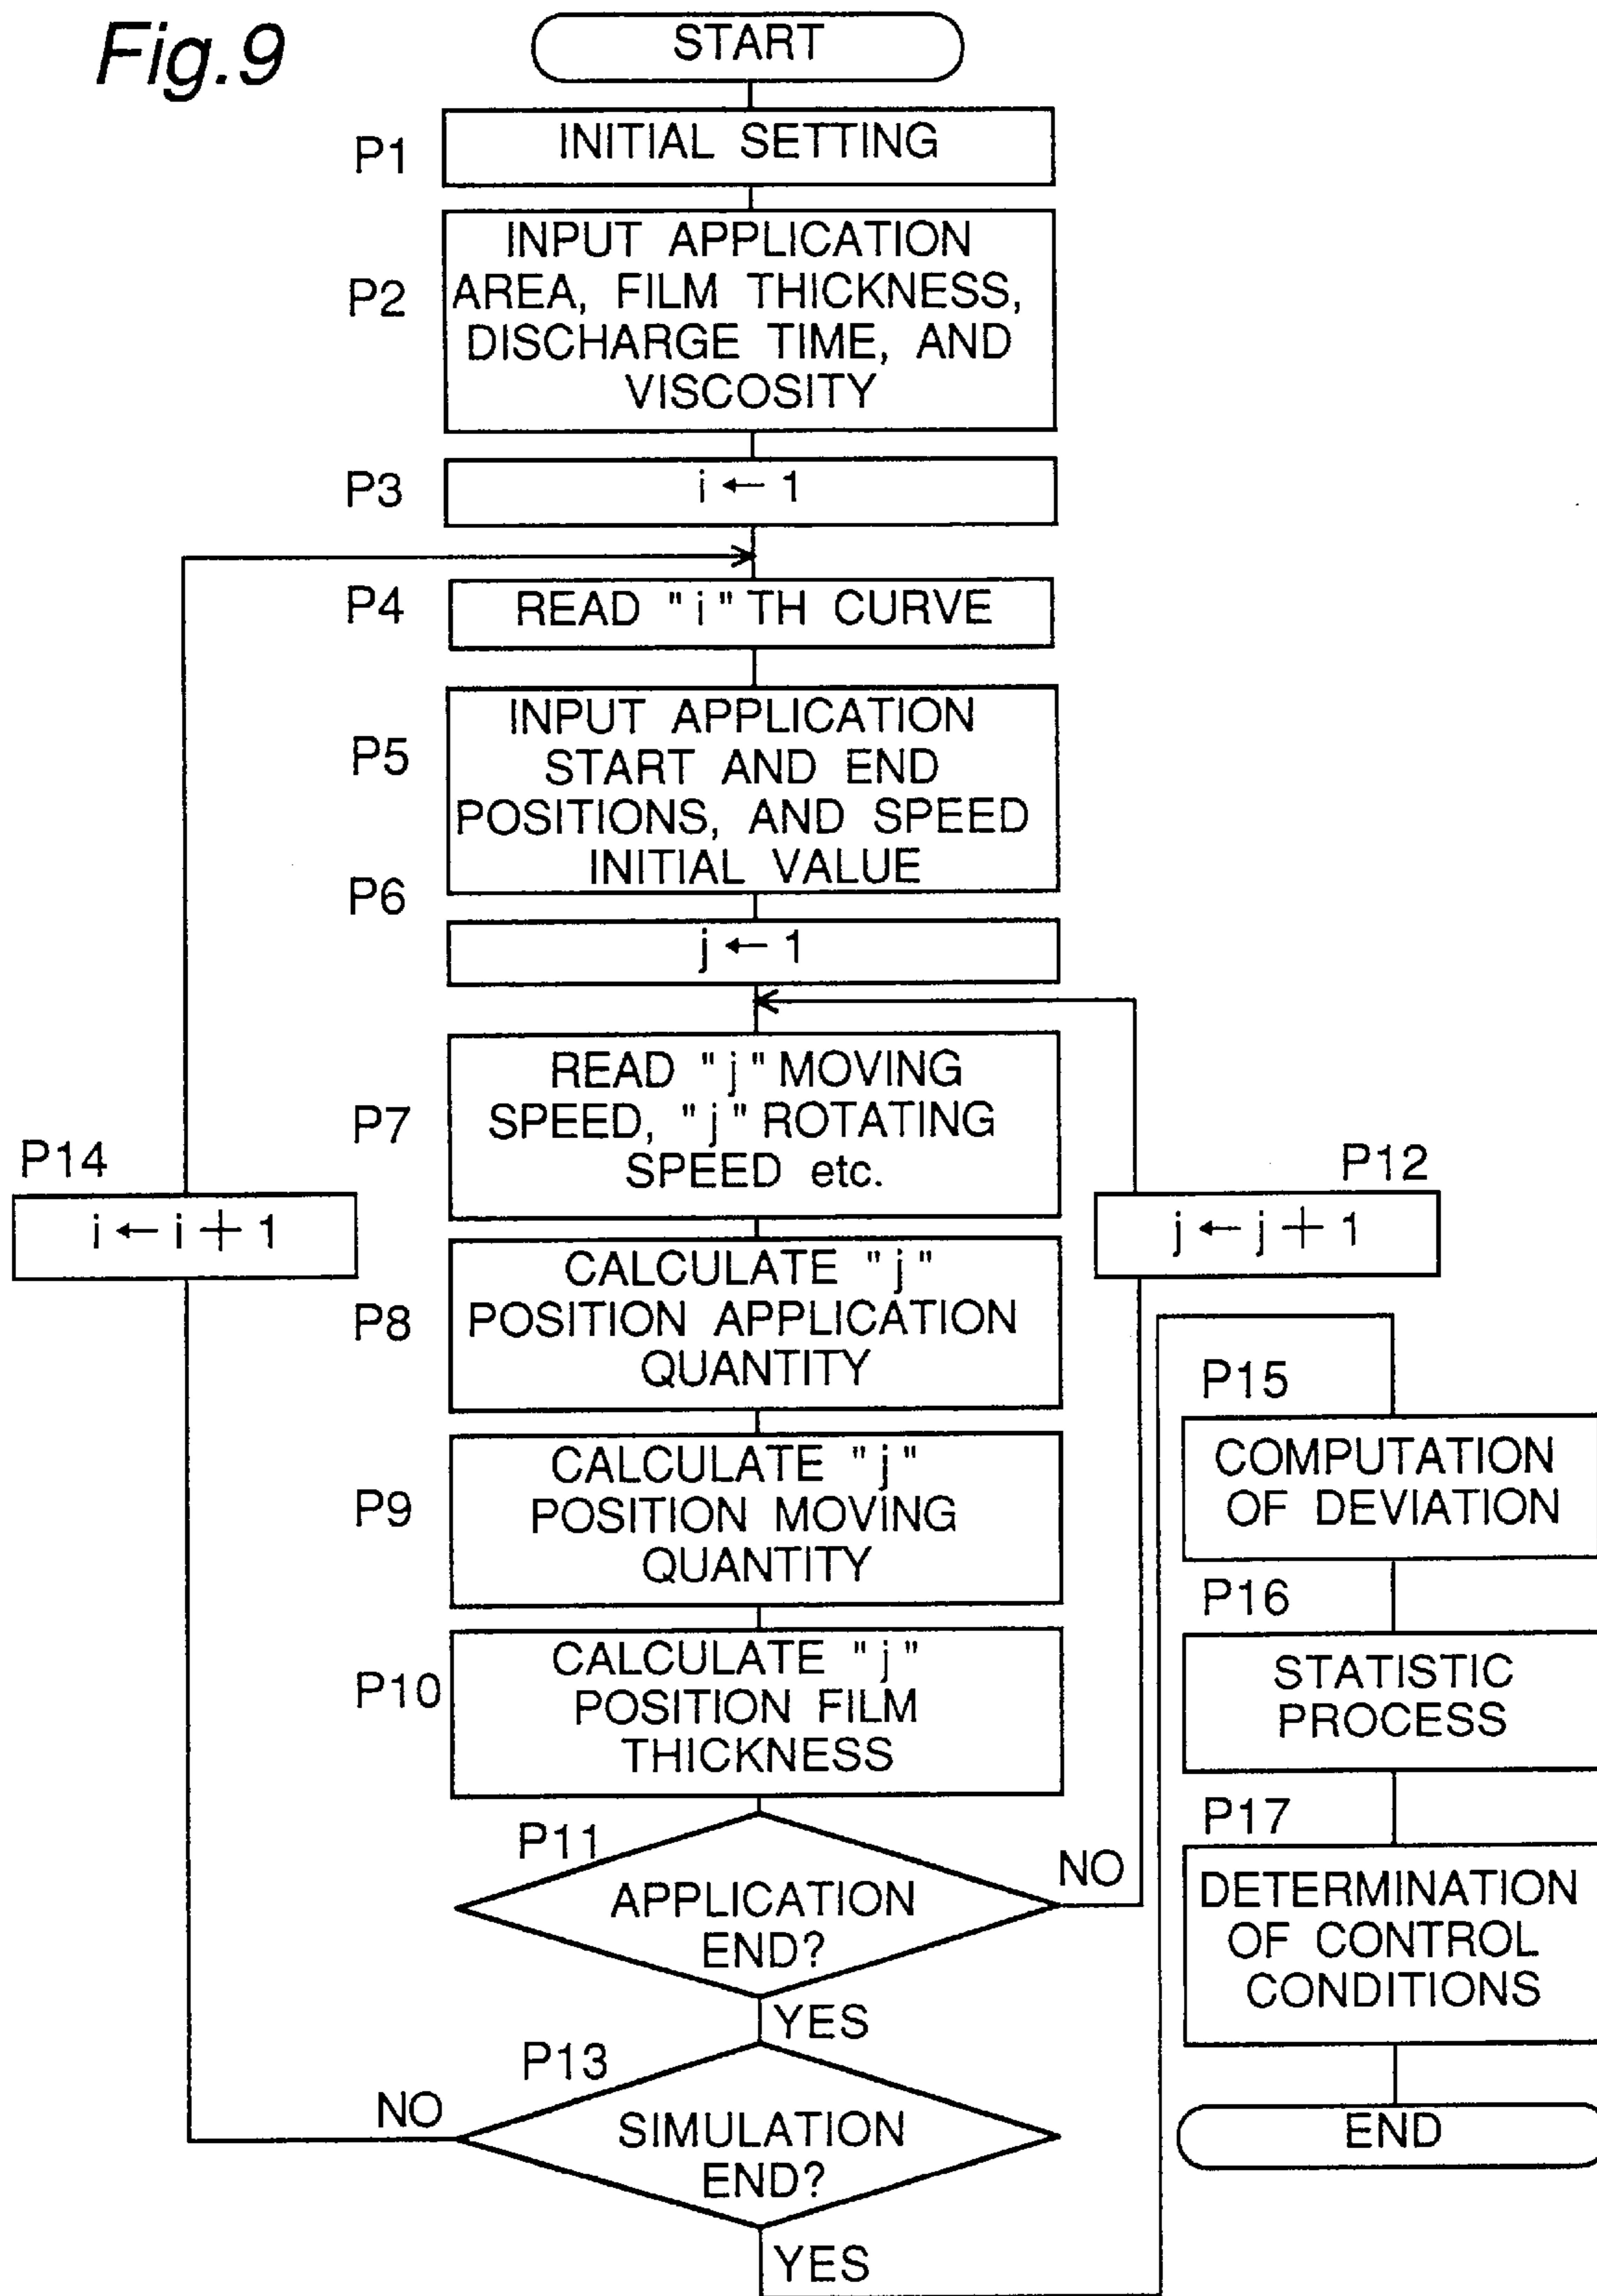 Fig.9
START
P1
INITIAL SETTING
P2
INPUT APPLICATION
AREA, FILM THICKNESS,
DISCHARGE TIME, AND
VISCOSITY
P3
i ← 1
P4
READ "i" TH CURVE
P5
INPUT APPLICATION
START AND END
POSITIONS, AND SPEED
INITIAL VALUE
P6
j ← 1
P7
READ "j" MOVING
SPEED, "j" ROTATING
SPEED etc.
P14
i ← i + 1
P12
j ← j + 1
P8
CALCULATE "j"
POSITION APPLICATION
QUANTITY
P9
CALCULATE "j"
POSITION MOVING
QUANTITY
P10
CALCULATE "j"
POSITION FILM
THICKNESS
P11
APPLICATION
END?
NO
YES
P13
SIMULATION
END?
NO
YES
P15
COMPUTATION
OF DEVIATION
P16
STATISTIC
PROCESS
P17
DETERMINATION
OF CONTROL
CONDITIONS
END